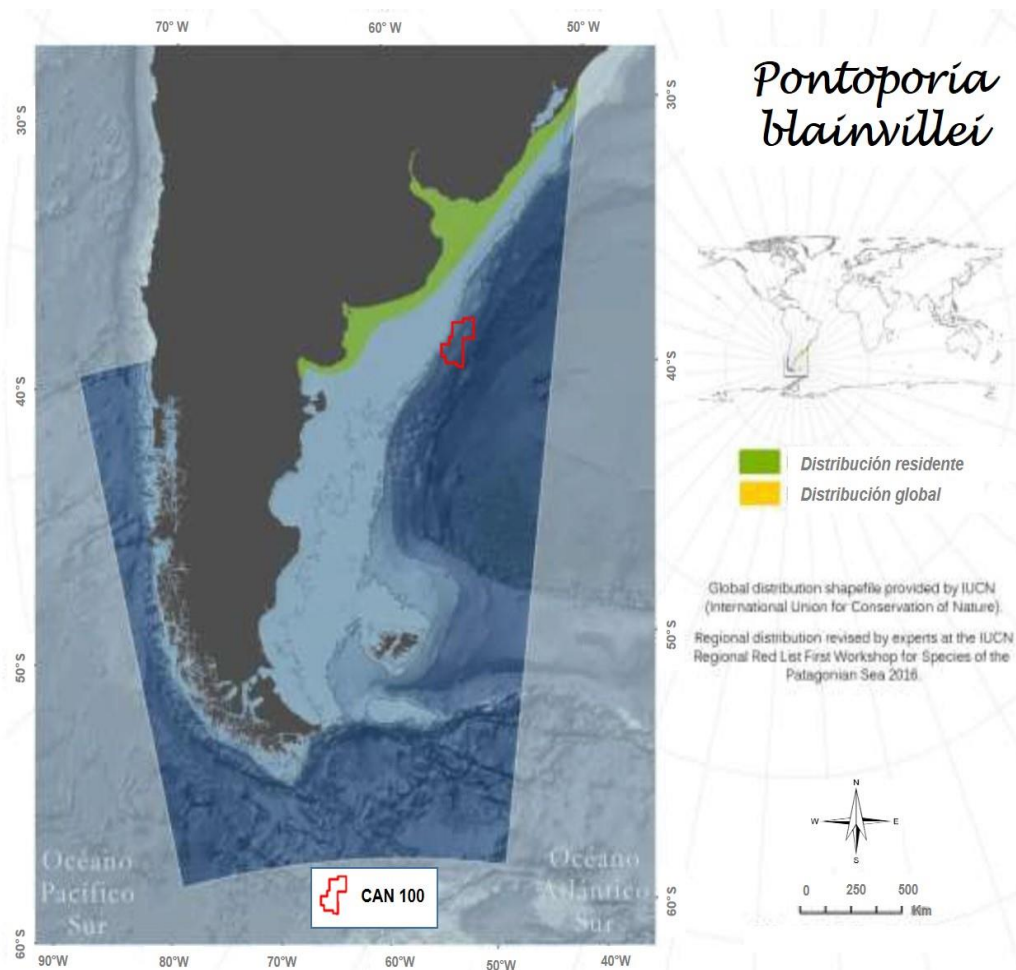 70° W 60° W 50° W
Pontoporia
blainvillei
30°S
30°S
40°S
40°S
Distribución residente
Distribución global
Global distribution shapefile provided by IUCN
(International Union for Conservation of Nature).
Regional distribution revised by experts at the IUCN
Regional Red List First Workshop for Species of the
Patagonian Sea 2016.
50°S
50°S
N
W E
S
Océano
Pacífico
Sur
Océano
Atlántico
Sur
CAN 100
0 250 500
Km
60°S
60°S
90°W 80°W 70°W 60°W 50°W 40°W